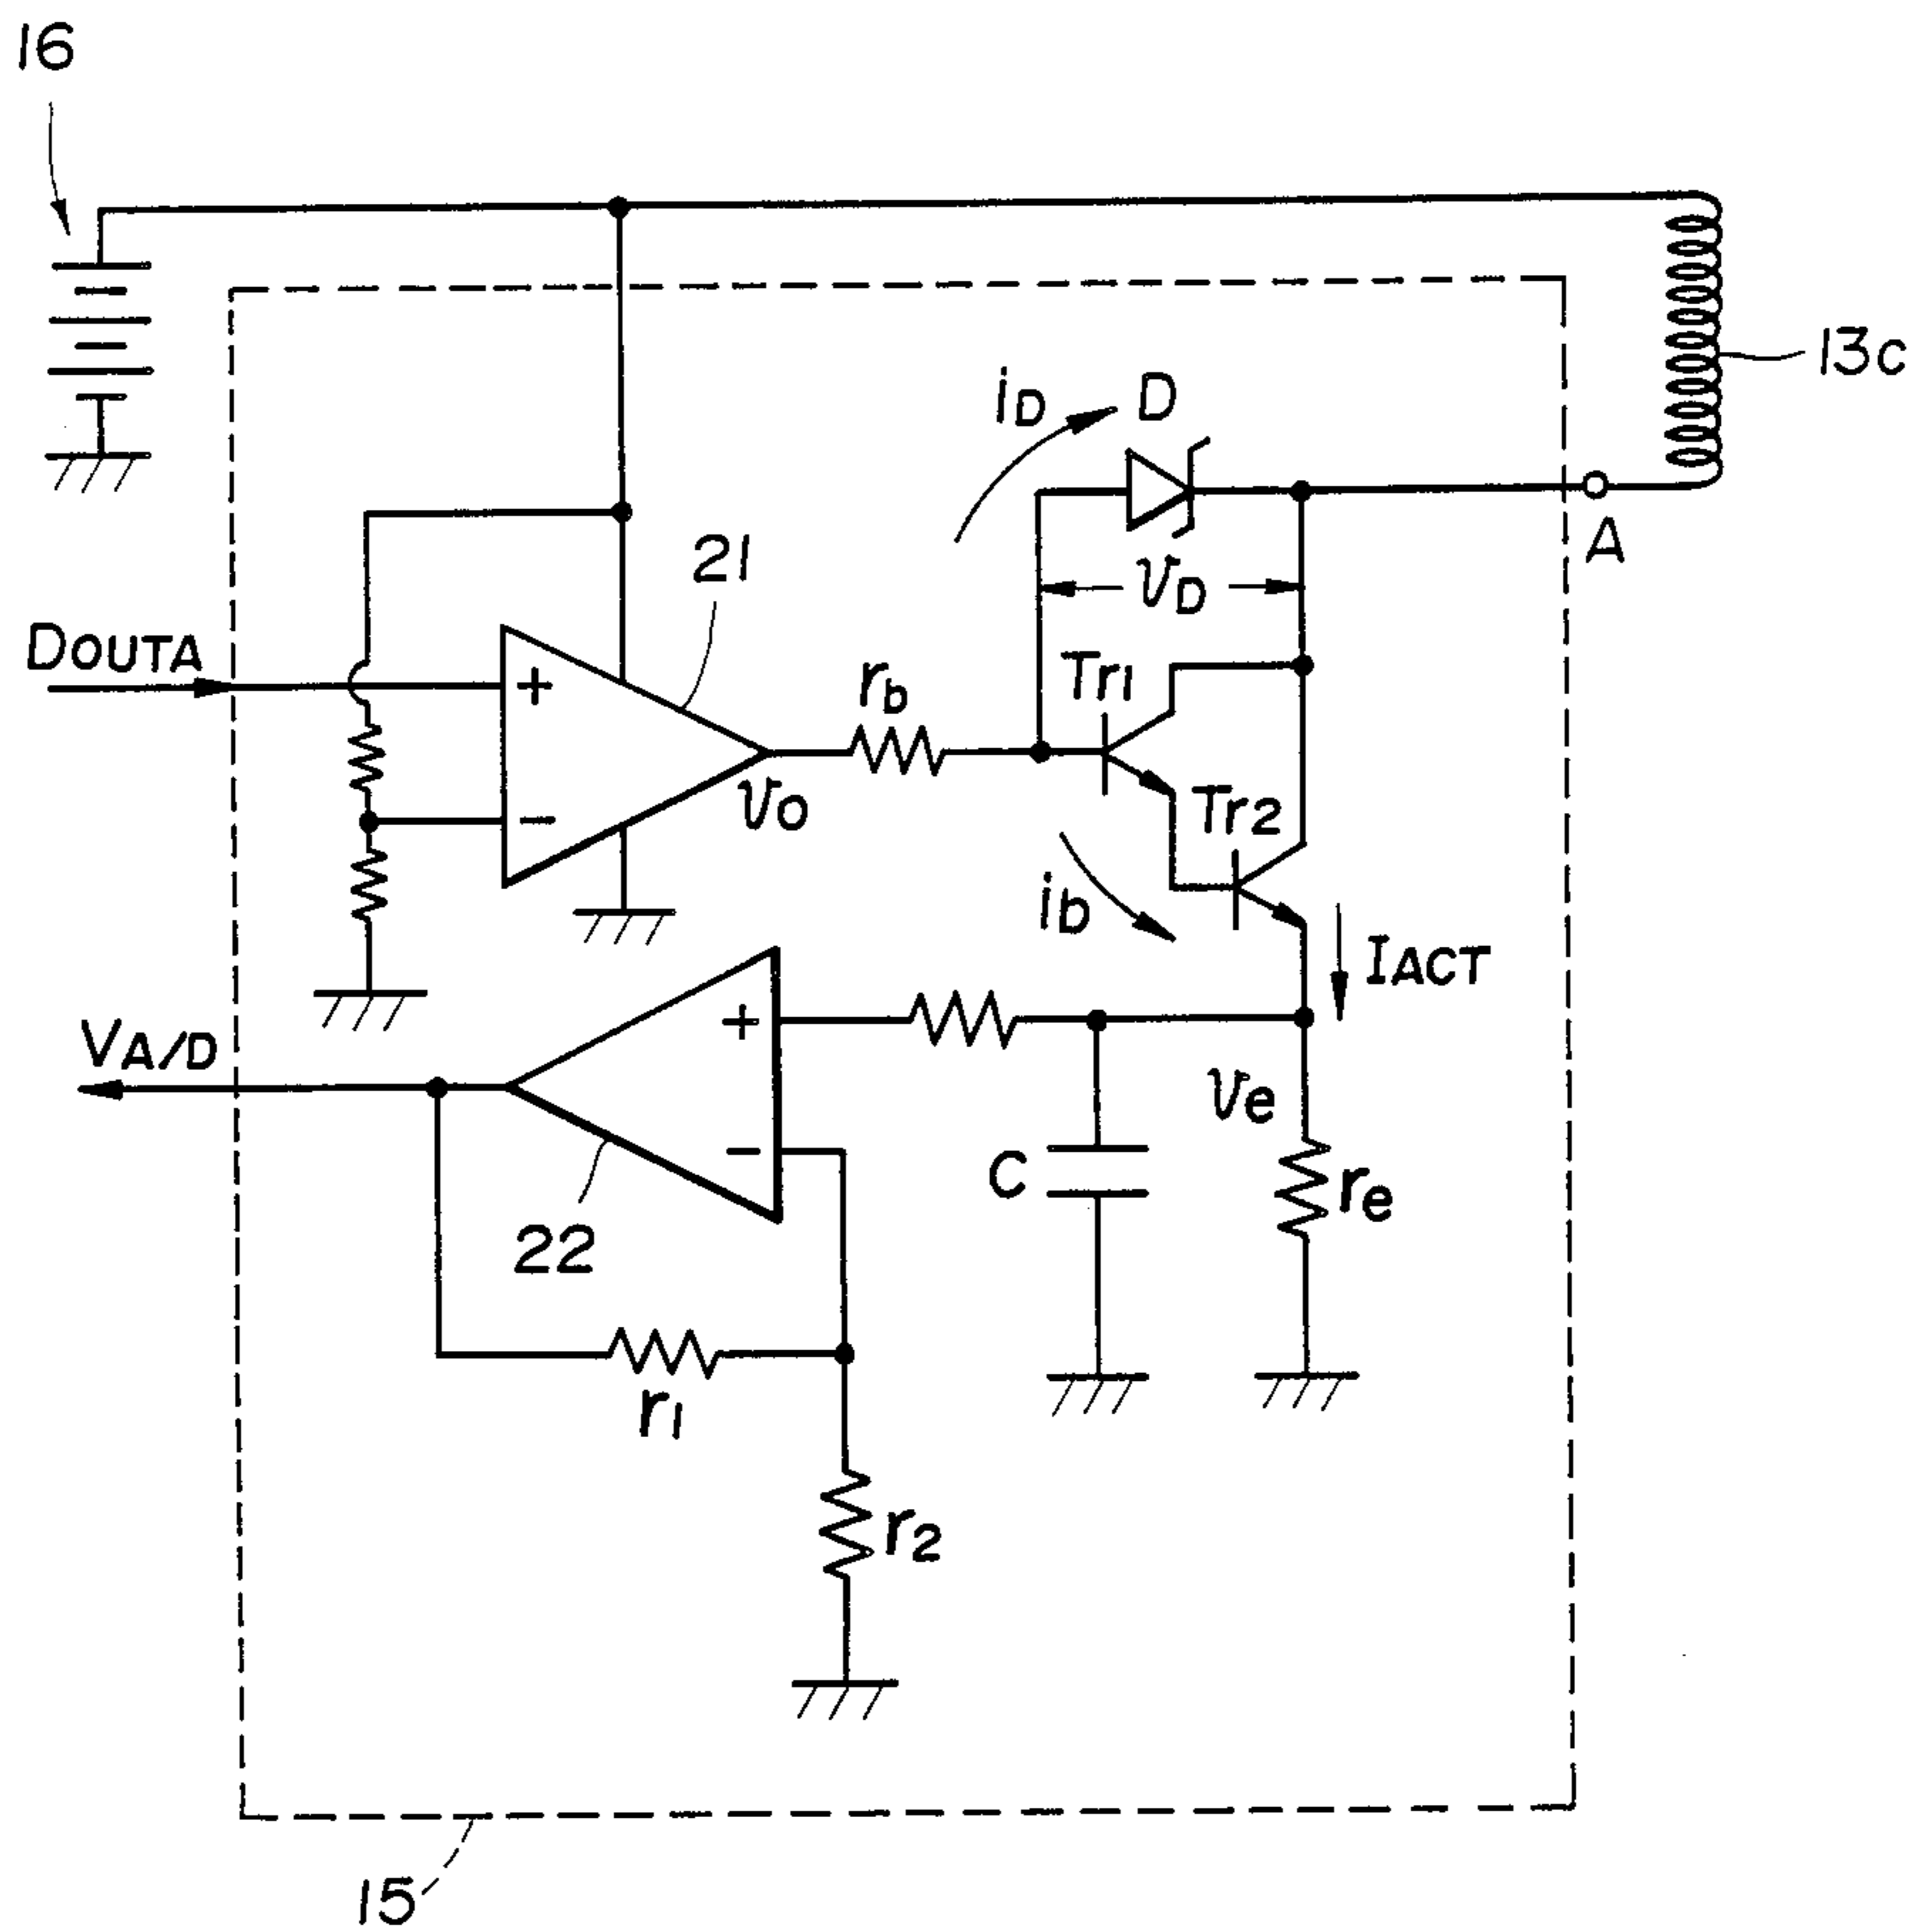 16
13c
iD
D
A
21
vD
DOUTA
+
rb
Tr1
vo
Tr2
−
ib
IACT
+
VA/D
ve
−
C
re
22
r1
r2
15